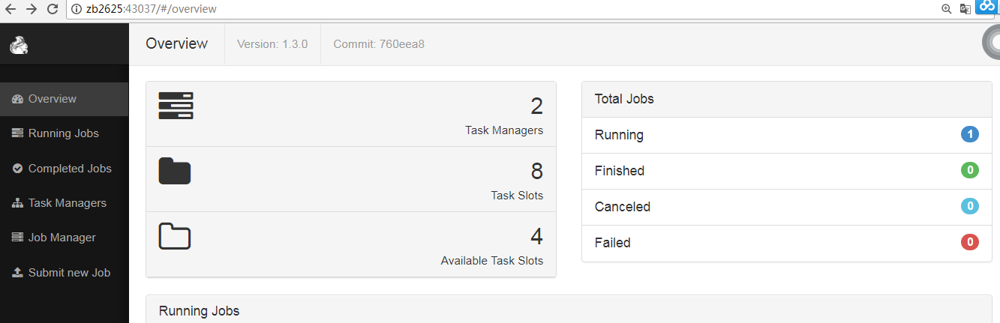 zb2625:43037/#/overview
Overview
Version: 1.3.0
Commit: 760eea8
Overview
Running Jobs
Completed Jobs
Task Managers
Job Manager
Submit new Job
2
Task Managers
8
Task Slots
4
Available Task Slots
Total Jobs
Running 1
Finished 0
Canceled 0
Failed 0
Running Jobs